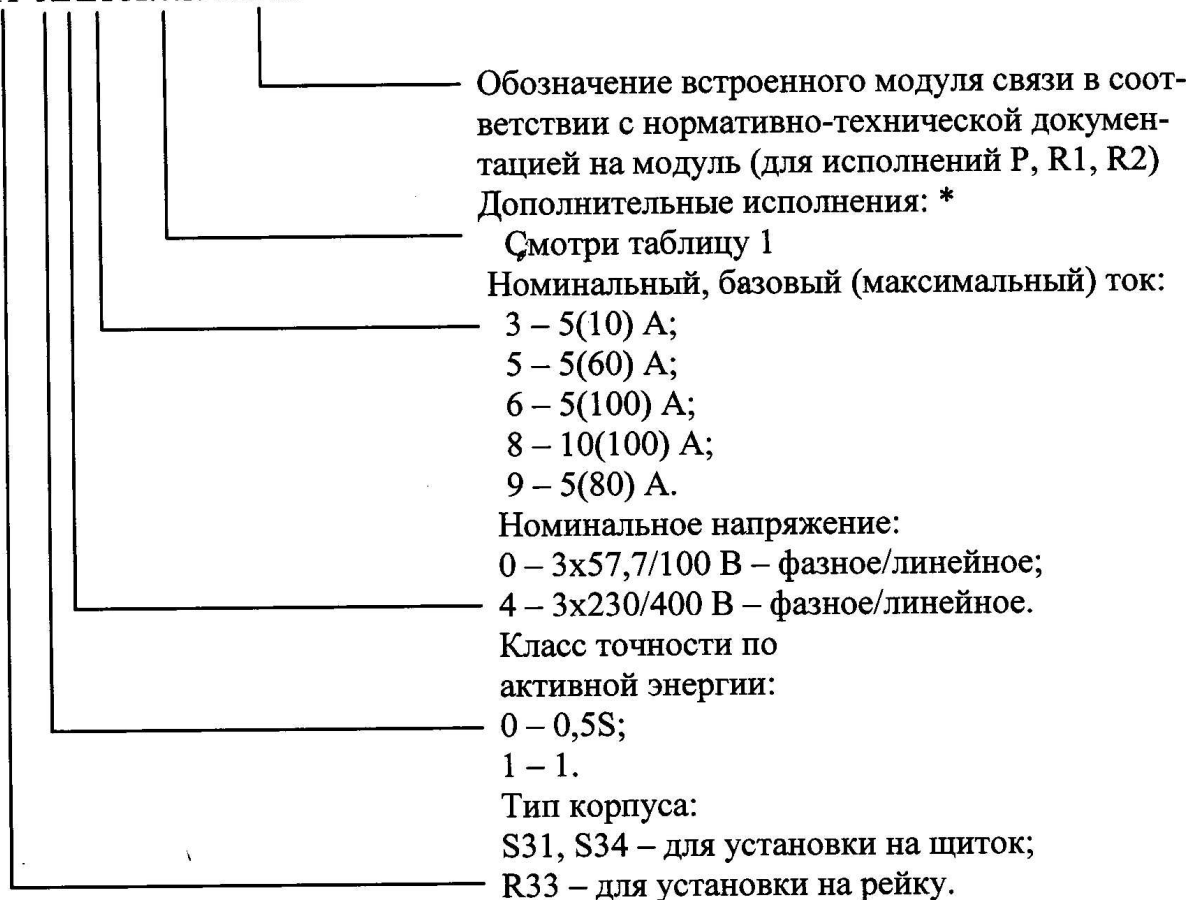 Обозначение встроенного модуля связи в соот-
ветствии с нормативно-технической докумен-
тацией на модуль (для исполнений P, R1, R2)
Дополнительные исполнения: *
Смотри таблицу 1
Номинальный, базовый (максимальный) ток:
3 – 5(10) А;
5 – 5(60) А;
6 – 5(100) А;
8 – 10(100) А;
9 – 5(80) А.
Номинальное напряжение:
0 – 3х57,7/100 В – фазное/линейное;
4 – 3х230/400 В – фазное/линейное.
Класс точности по
активной энергии:
0 – 0,5S;
1 – 1.
Тип корпуса:
S31, S34 – для установки на щиток;
R33 – для установки на рейку.